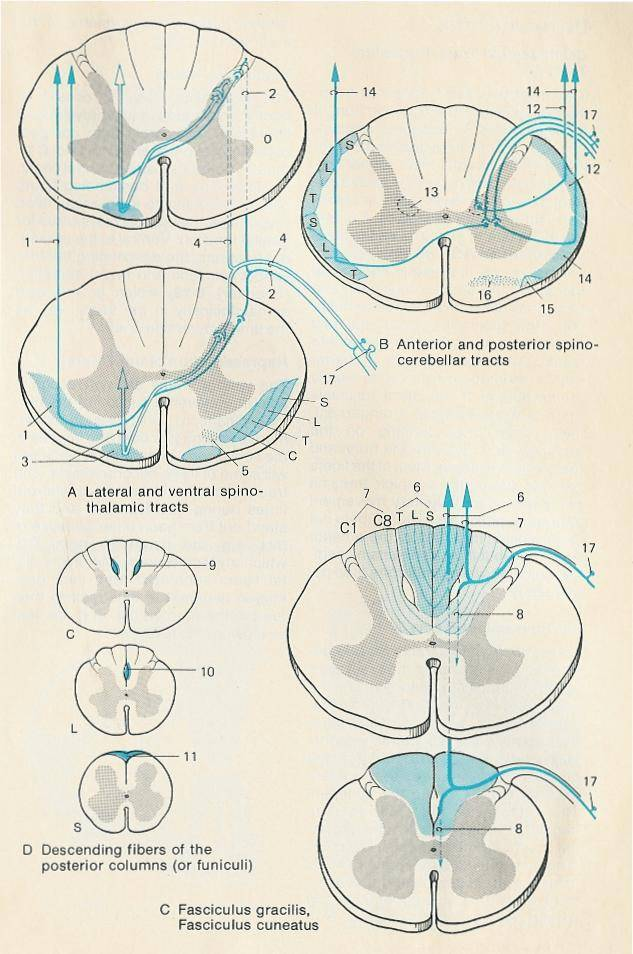 14
14
12
17
2
O
S
L
T
S
L
T
12
13
1
4
4
2
16
15
14
B Anterior and posterior spino-
cerebellar tracts
17
S
L
T
C
1
3
5
A Lateral and ventral spino-
thalamic tracts
7
6
C1
C8
T L S
6
7
17
8
9
C
10
L
11
S
D Descending fibers of the
posterior columns (or funiculi)
17
8
C Fasciculus gracilis,
Fasciculus cuneatus